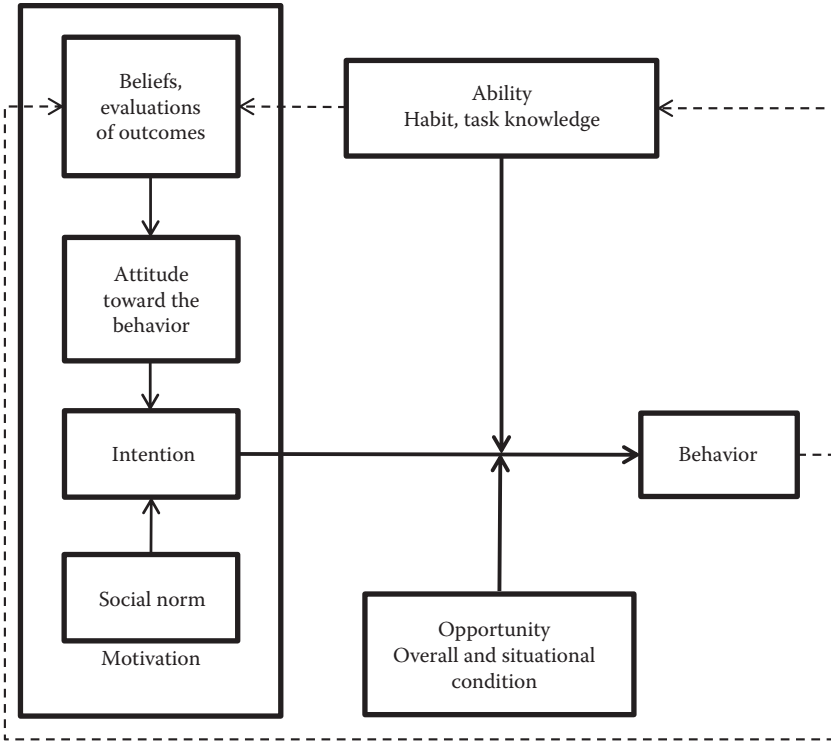 Beliefs,
evaluations
of outcomes
Ability
Habit, task knowledge
Attitude
toward the
behavior
Intention
Behavior
Social norm
Motivation
Opportunity
Overall and situational
condition